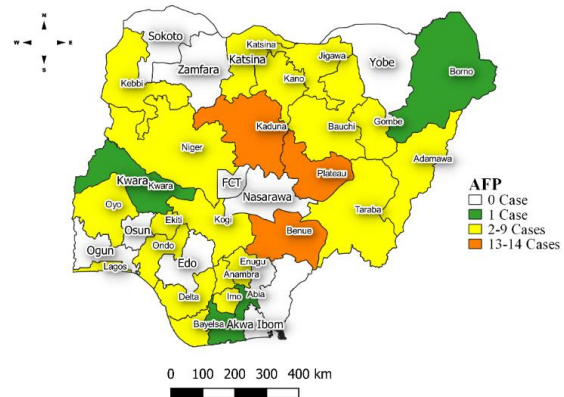 N
W E
S
Sokoto
Katsina
Katsina
Jigawa
Yobe
Borno
Zamfara
Kebbi
Kano
Kaduna
Bauchi
Gombe
Niger
Adamawa
Plateau
FCT
Kwara
Kwara
Nasarawa
Taraba
Oyo
Osun
Ekiti
Kogi
Benue
Ogun
Ondo
Lagos
Edo
Enugu
Anambra
Delta
Imo
Abia
Bayelsa
Akwa Ibom
AFP
0 Case
1 Case
2-9 Cases
13-14 Cases
0 100 200 300 400 km